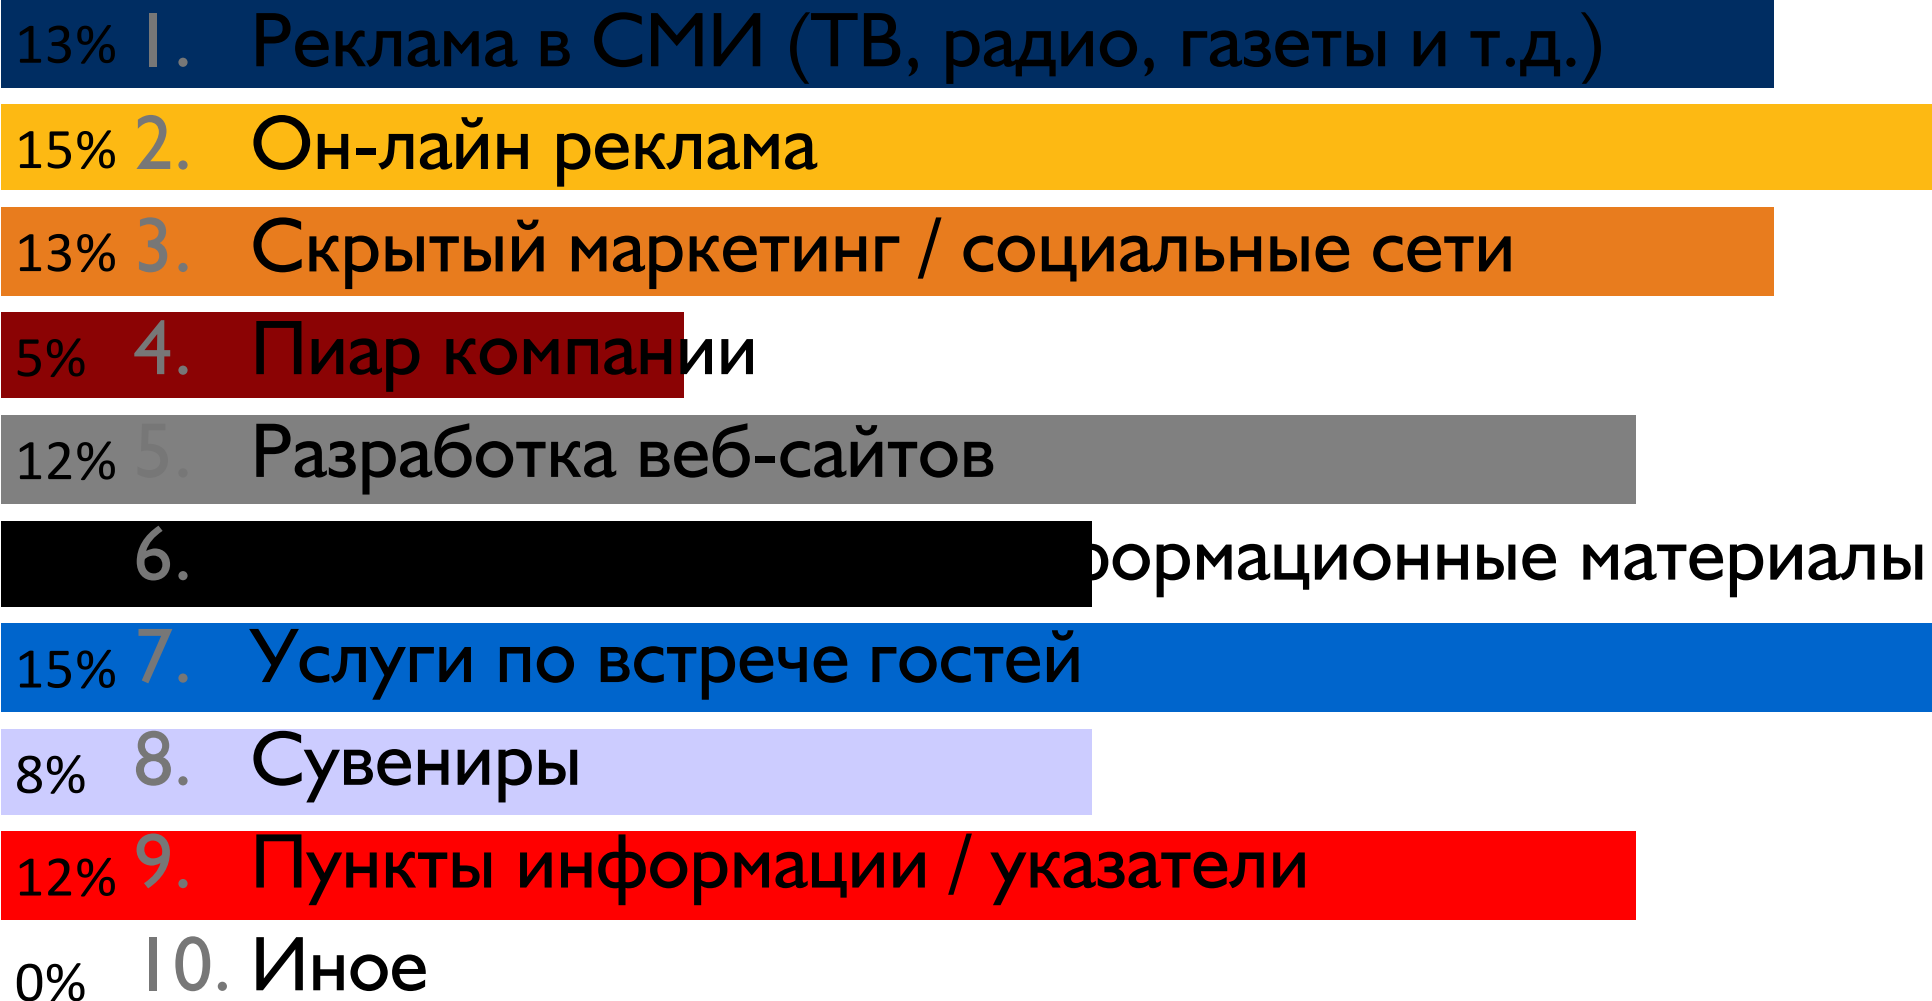 13% 1. Реклама в СМИ (ТВ, радио, газеты и т.д.)
15% 2. Он-лайн реклама
13% 3. Скрытый маркетинг / социальные сети
5% 4. Пиар компании
12% 5. Разработка веб-сайтов
6. материалы
15% 7. Услуги по встрече гостей
8% 8. Сувениры
12% 9. Пункты информации / указатели
0% 10. Иное